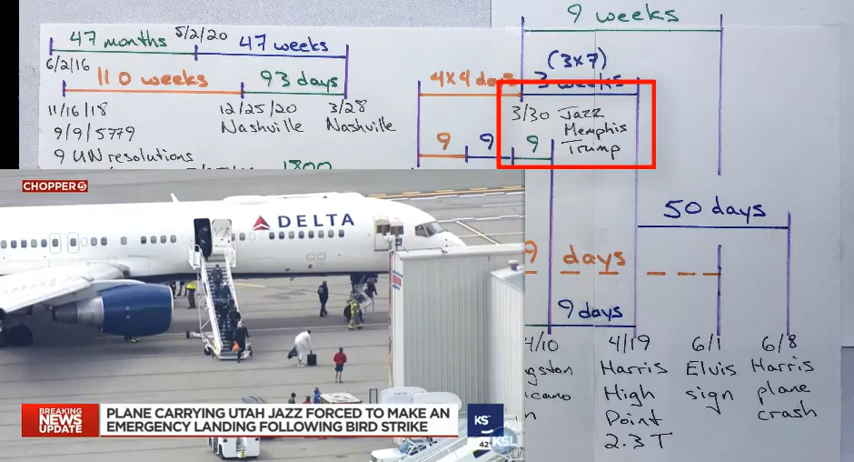 9 weeks
47 months 5/2/20 47 weeks
6/2/16
110 weeks 93 days
11/16/18
9/9/5779
9 UN resolutions
12/25/20
Nashville
3/28
Nashville
(3x7)
4x4 days 3 weeks
3/30 Jazz
Memphis
Trump
9 9 9
1800
50 days
9 days
9 days
4/10
4/19
Harris
High
Point
2.3 T
6/1
Elvis
sign
6/8
Harris
plane
crash
CHOPPER 5
DELTA
BREAKING
NEWS
UPDATE
PLANE CARRYING UTAH JAZZ FORCED TO MAKE AN
EMERGENCY LANDING FOLLOWING BIRD STRIKE
KS
42
KSL